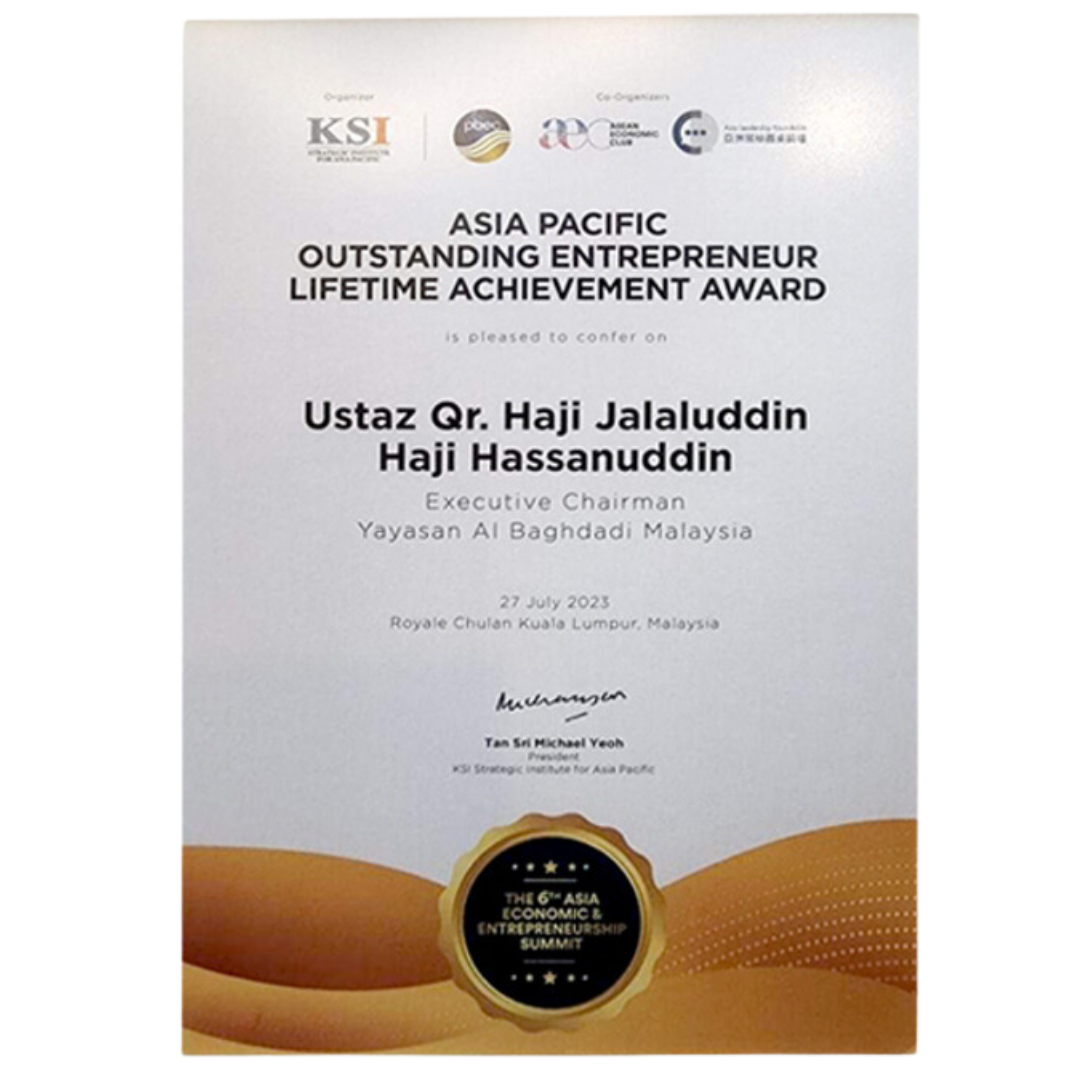 Organizer
Co-Organizers
KSI
STRATEGIC INSTITUTE
FOR ASIA PACIFIC
pbec
aec
ASEAN
ECONOMIC
CLUB
ASIA PACIFIC
OUTSTANDING ENTREPRENEUR
LIFETIME ACHIEVEMENT AWARD
is pleased to confer on
Ustaz Qr. Haji Jalaluddin
Haji Hassanuddin
Executive Chairman
Yayasan Al Baghdadi Malaysia
27 July 2023
Royale Chulan Kuala Lumpur, Malaysia
Tan Sri Michael Yeoh
President
KSI Strategic Institute for Asia Pacific
THE 6TH ASIA
ECONOMIC &
ENTREPRENEURSHIP
SUMMIT